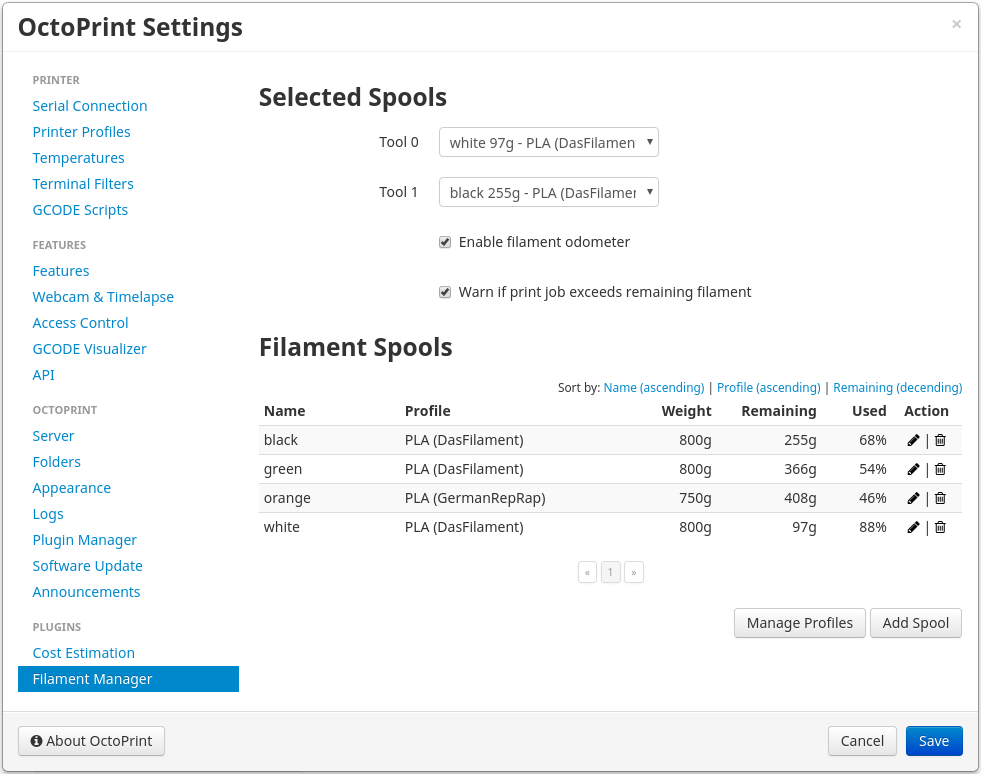 OctoPrint Settings
×
PRINTER
Serial Connection
Printer Profiles
Temperatures
Terminal Filters
GCODE Scripts
FEATURES
Features
Webcam & Timelapse
Access Control
GCODE Visualizer
API
OCTOPRINT
Server
Folders
Appearance
Logs
Plugin Manager
Software Update
Announcements
PLUGINS
Cost Estimation
Filament Manager
Selected Spools
Tool 0 white 97g - PLA (DasFilamen
Tool 1 black 255g - PLA (DasFilamer
Enable filament odometer
Warn if print job exceeds remaining filament
Filament Spools
Sort by: Name (ascending) | Profile (ascending) | Remaining (decending)
Name Profile Weight Remaining Used Action
black PLA (DasFilament) 800g 255g 68% |
green PLA (DasFilament) 800g 366g 54% |
orange PLA (GermanRepRap) 750g 408g 46% |
white PLA (DasFilament) 800g 97g 88% |
« 1 »
Manage Profiles Add Spool
About OctoPrint Cancel Save